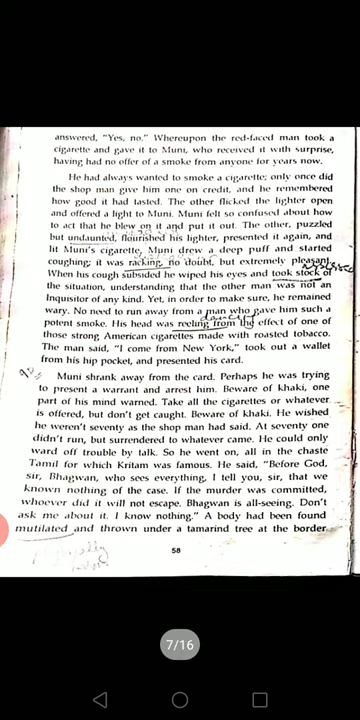 answered, "Yes, no." Whereupon the red-faced man took a
cigarette and gave it to Muni, who received it with surprise,
having had no offer of a smoke from anyone for years now.
He had always wanted to smoke a cigarette; only once did
the shop man give him one on credit, and he remembered
how good it had tasted. The other flicked the lighter open
and offered a light to Muni. Muni felt so confused about how
to act that he blew on it and put it out. The other, puzzled
but undaunted, flourished his lighter, presented it again, and
lit Muni's cigarette. Muni drew a deep puff and started
coughing; it was racking, no doubt, but extremely pleasant.
When his cough subsided he wiped his eyes and took stock of
the situation, understanding that the other man was not an
Inquisitor of any kind. Yet, in order to make sure, he remained
wary. No need to run away from a man who gave him such a
potent smoke. His head was reeling from the effect of one of
those strong American cigarettes made with roasted tobacco.
The man said, "I come from New York," took out a wallet
from his hip pocket, and presented his card.
Muni shrank away from the card. Perhaps he was trying
to present a warrant and arrest him. Beware of khaki, one
part of his mind warned. Take all the cigarettes or whatever
is offered, but don't get caught. Beware of khaki. He wished
he weren't seventy as the shop man had said. At seventy one
didn't run, but surrendered to whatever came. He could only
ward off trouble by talk. So he went on, all in the chaste
Tamil for which Kritam was famous. He said, "Before God,
sir, Bhagwan, who sees everything, I tell you, sir, that we
known nothing of the case. If the murder was committed,
whoever did it will not escape. Bhagwan is all-seeing. Don't
ask me about it. I know nothing." A body had been found
mutilated and thrown under a tamarind tree at the border
58
7/16